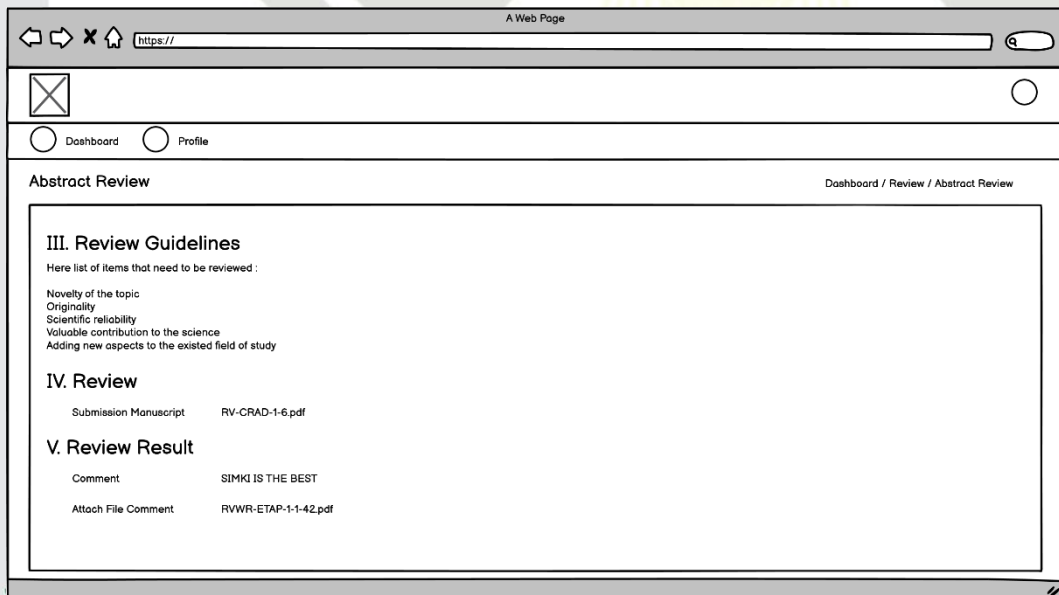 A Web Page
https://
Dashboard
Profile
Abstract Review
Dashboard / Review / Abstract Review
III. Review Guidelines
Here list of items that need to be reviewed :
Novelty of the topic
Originality
Scientific reliability
Valuable contribution to the science
Adding new aspects to the existed field of study
IV. Review
Submission Manuscript RV-CRAD-1-6.pdf
V. Review Result
Comment SIMKI IS THE BEST
Attach File Comment RVWR-ETAP-1-1-42.pdf